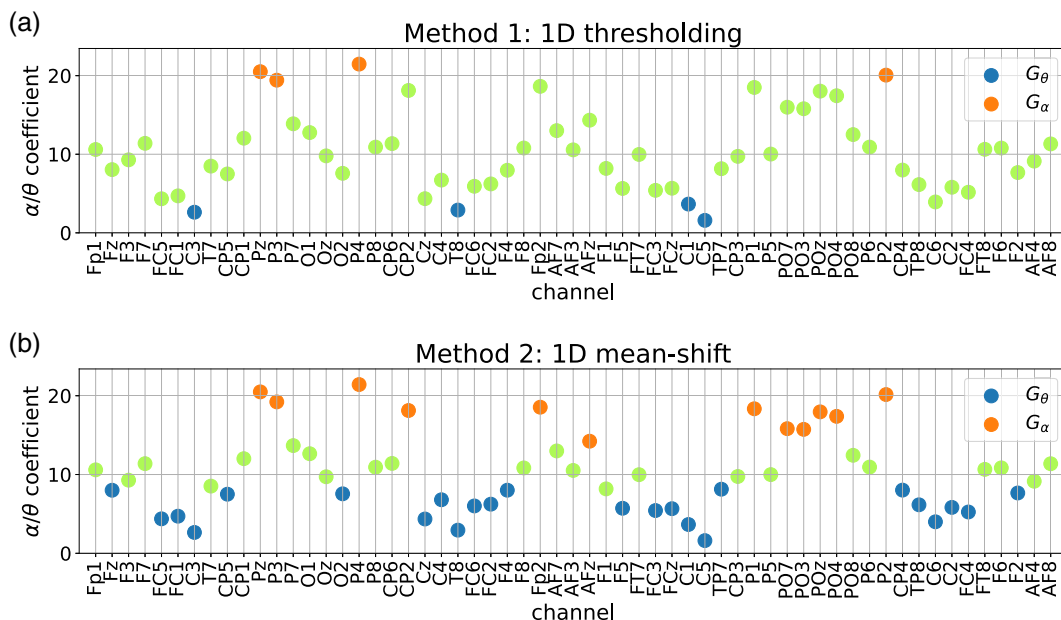 (a)
Method 1: 1D thresholding
α/θ coefficient
20
10
0
G_θ
G_α
Fp1 Fz F3 F7 FC5 FC1 C3 T7 CP5 CP1 Pz P3 P7 O1 Oz O2 P4 P8 CP6 CP2 Cz C4 T8 FC6 FC2 F4 F8 Fp2 AF7 AF3 AFz F1 F5 FT7 FC3 FCz C1 C5 TP7 CP3 P1 P5 PO7 PO3 POz PO4 PO8 P6 P2 CP4 TP8 C6 C2 FC4 FT8 F6 F2 AF4 AF8
channel
(b)
Method 2: 1D mean-shift
α/θ coefficient
20
10
0
G_θ
G_α
Fp1 Fz F3 F7 FC5 FC1 C3 T7 CP5 CP1 Pz P3 P7 O1 Oz O2 P4 P8 CP6 CP2 Cz C4 T8 FC6 FC2 F4 F8 Fp2 AF7 AF3 AFz F1 F5 FT7 FC3 FCz C1 C5 TP7 CP3 P1 P5 PO7 PO3 POz PO4 PO8 P6 P2 CP4 TP8 C6 C2 FC4 FT8 F6 F2 AF4 AF8
channel